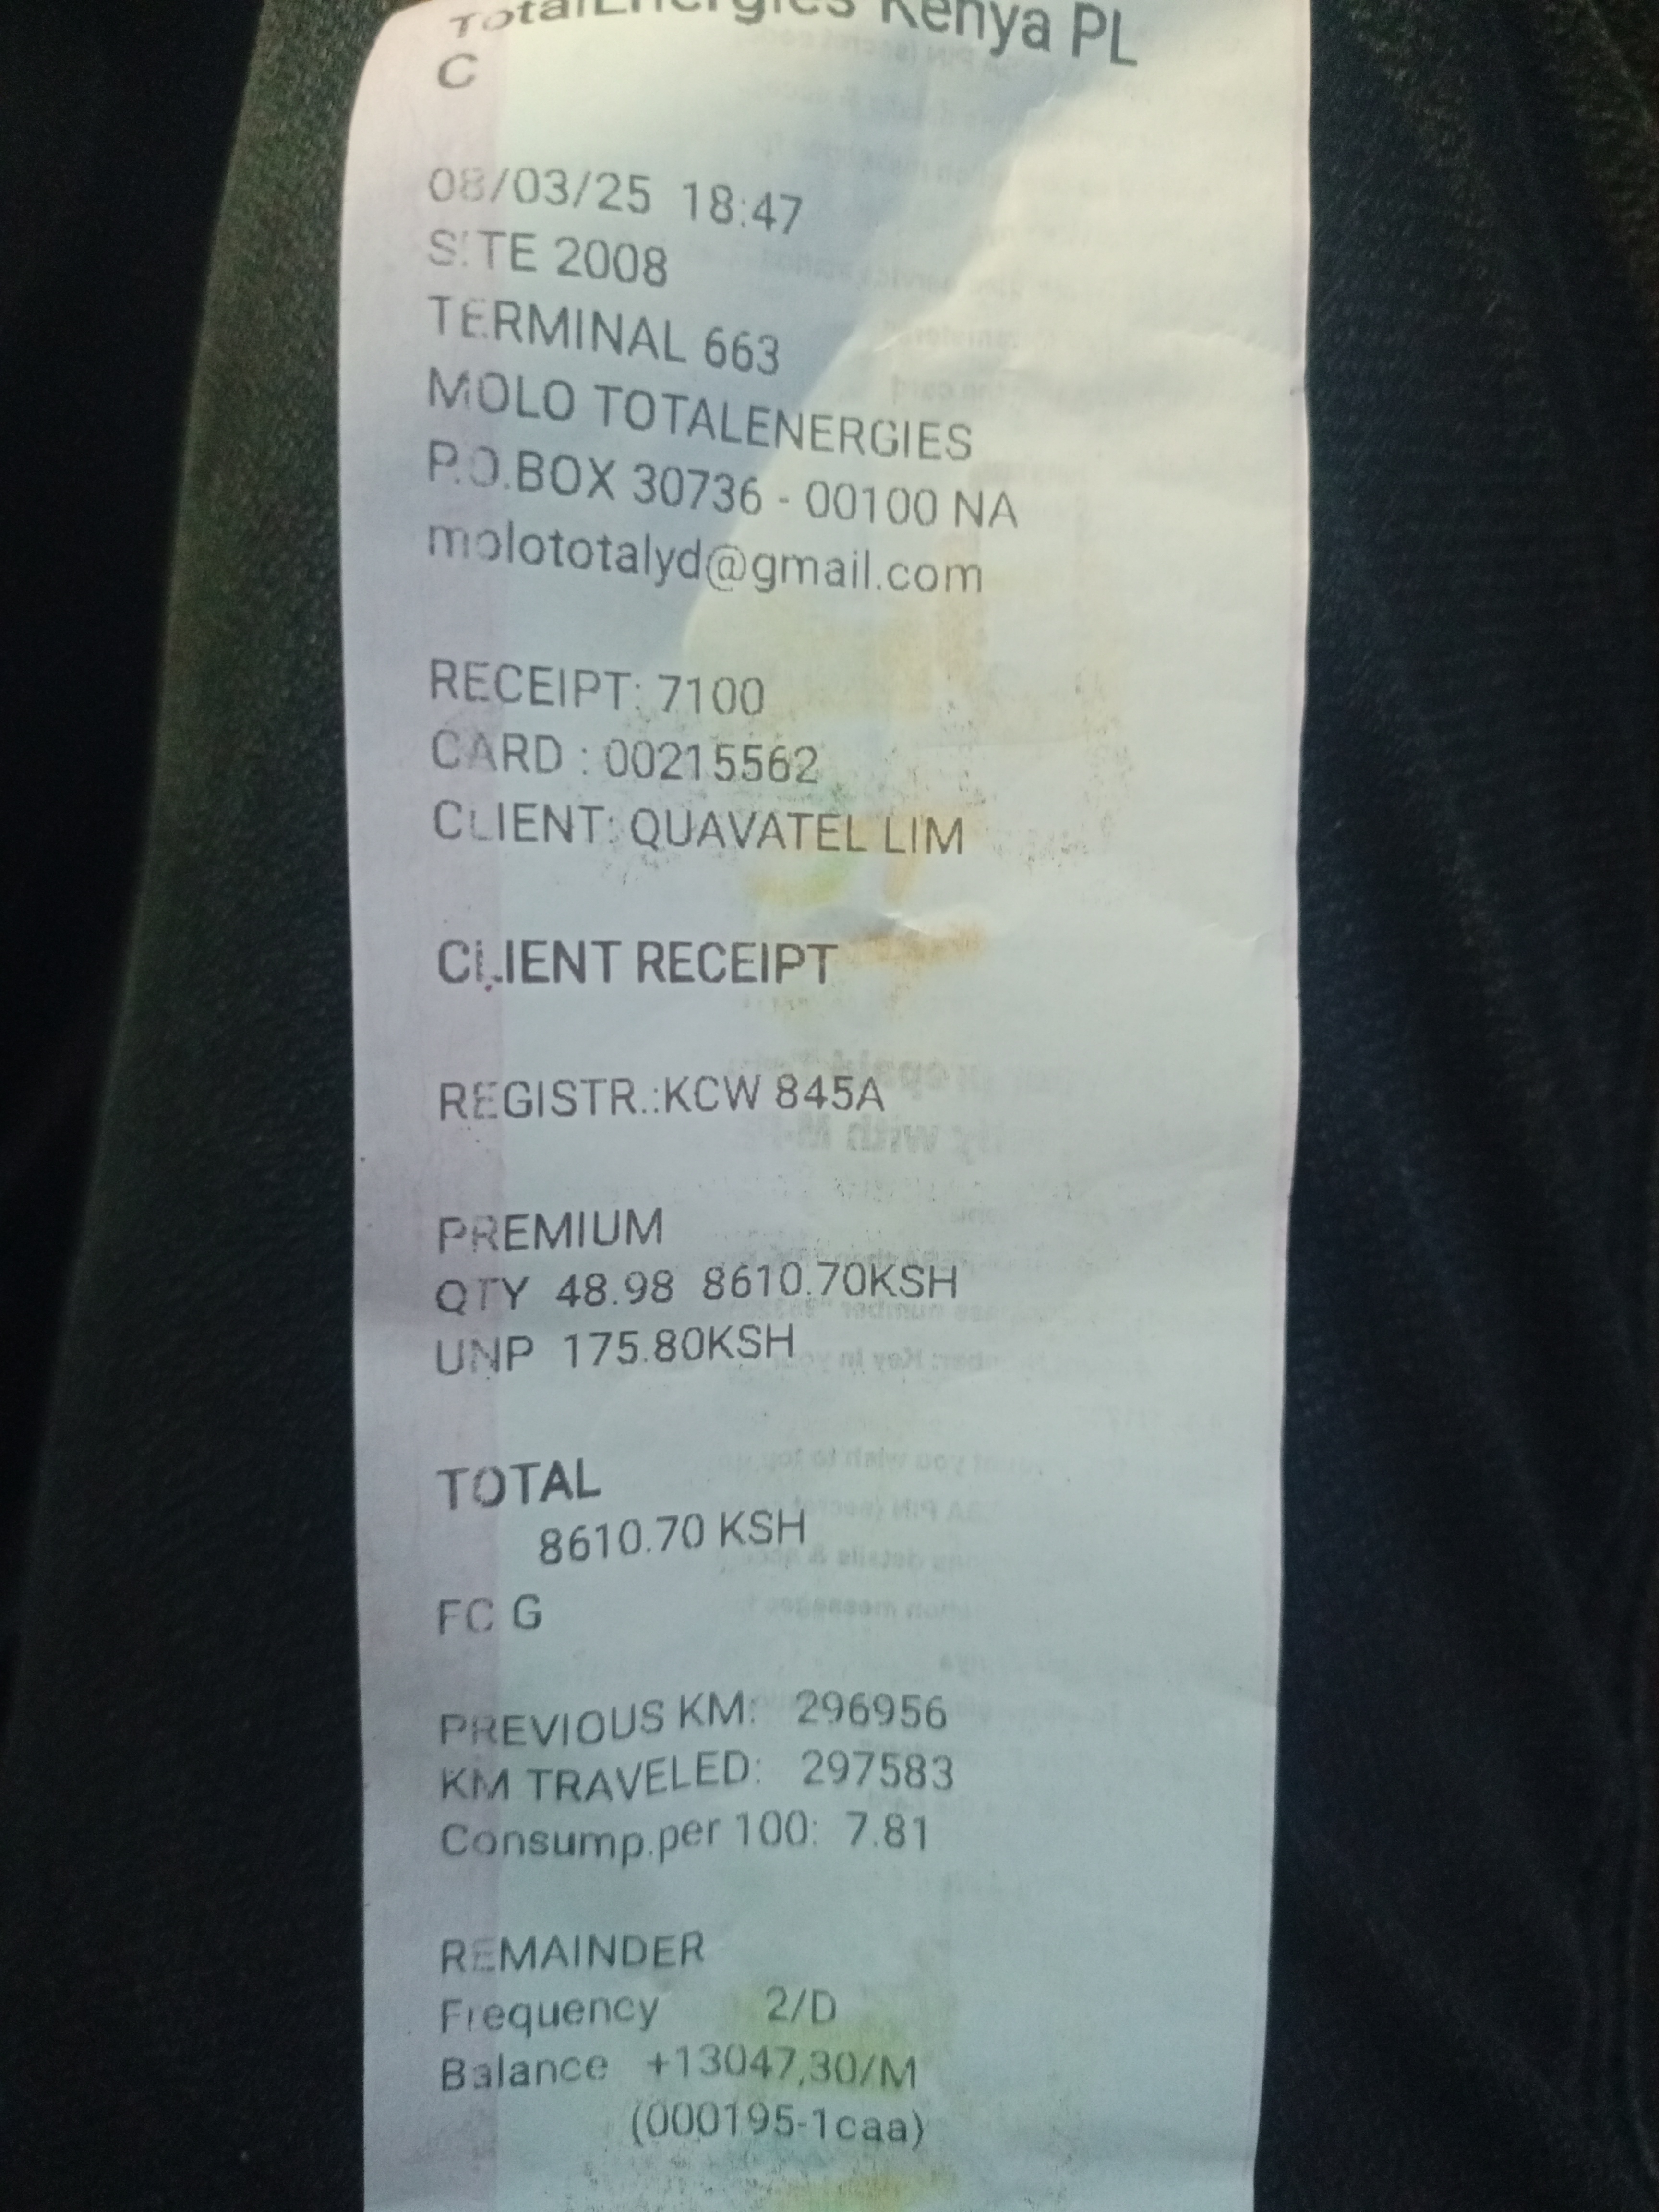 TotalEnergies Kenya PL
C
08/03/25 18:47
SITE 2008
TERMINAL 663
MOLO TOTALENERGIES
P.O.BOX 30736 - 00100 NA
molototalyd@gmail.com
RECEIPT: 7100
CARD : 00215562
CLIENT: QUAVATEL LIM
CLIENT RECEIPT
REGISTR.:KCW 845A
PREMIUM
QTY 48.98 8610.70KSH
UNP 175.80KSH
TOTAL
8610.70 KSH
FC G
PREVIOUS KM: 296956
KM TRAVELED: 297583
Consump.per 100: 7.81
REMAINDER
Frequency 2/D
Balance +13047,30/M
(000195-1caa)